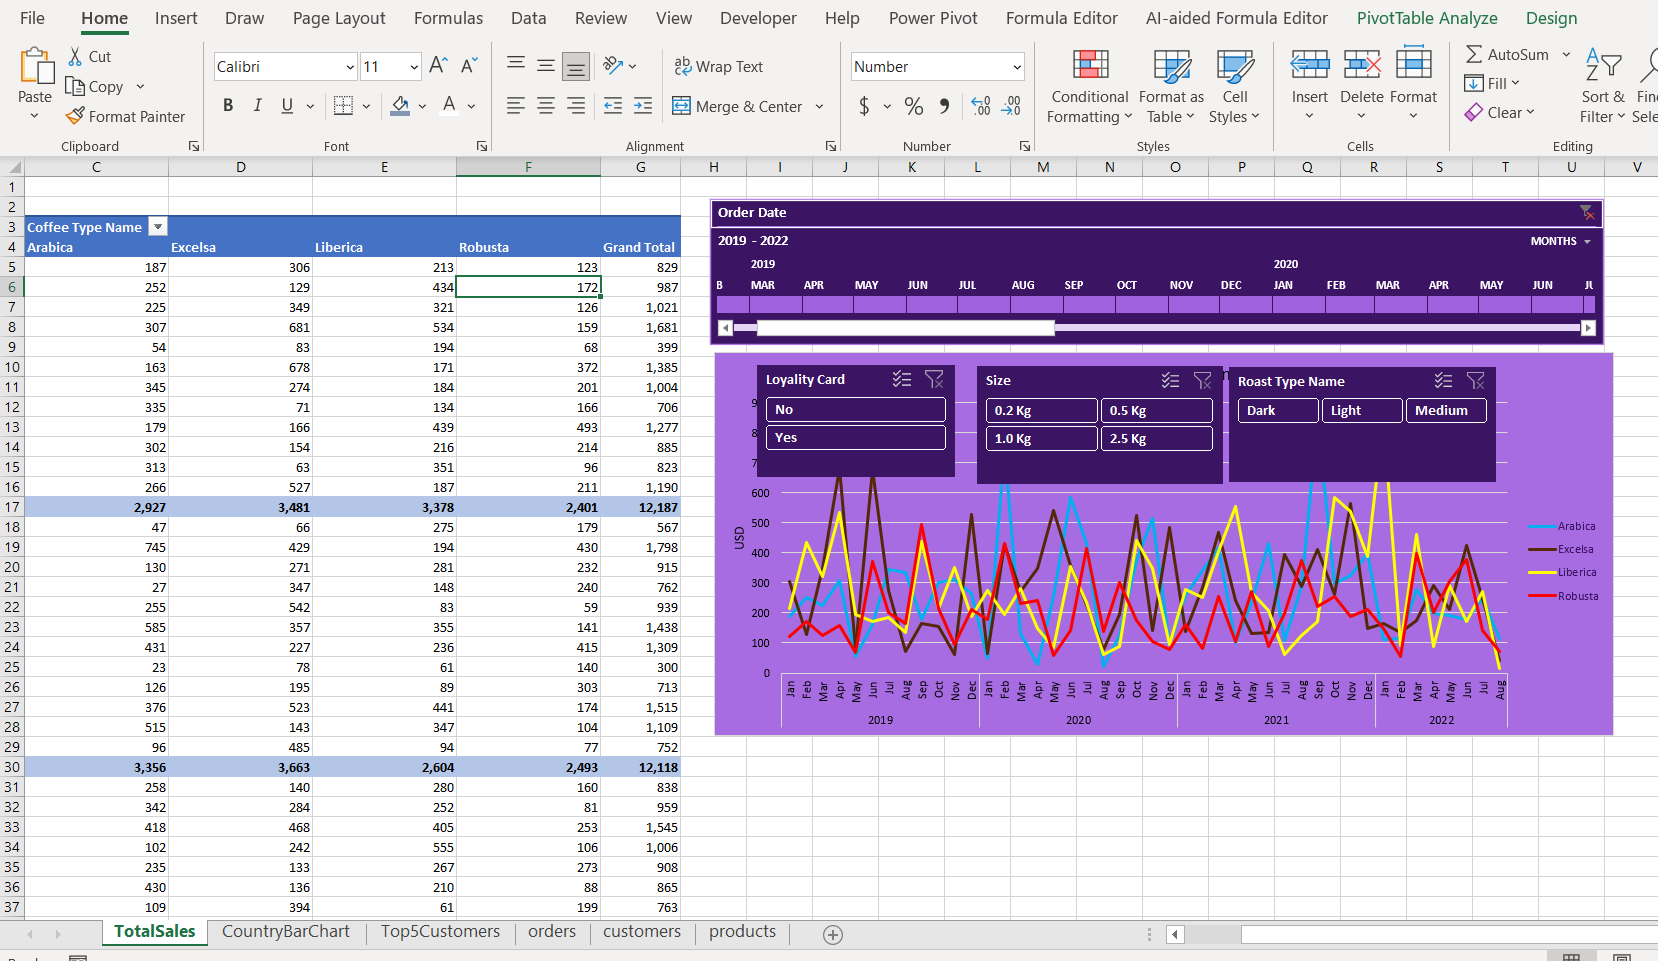 File Home Insert Draw Page Layout Formulas Data Review View Developer Help Power Pivot Formula Editor AI-aided Formula Editor PivotTable Analyze Design
Paste
Cut
Copy
Format Painter
Clipboard
Calibri 11
B I U
Font
Wrap Text
Merge & Center
Alignment
Number
$ %
Number
Conditional Formatting
Format as Table
Cell Styles
Styles
Insert Delete Format
Cells
AutoSum
Fill
Clear
Sort & Filter
Editing
C D E F G H I J K L M N O P Q R S T U V
1
2
3 Coffee Type Name
4 Arabica Excelsa Liberica Robusta Grand Total
5 187 306 213 123 829
6 252 129 434 172 987
7 225 349 321 126 1,021
8 307 681 534 159 1,681
9 54 83 194 68 399
10 163 678 171 372 1,385
11 345 274 184 201 1,004
12 335 71 134 166 706
13 179 166 439 493 1,277
14 302 154 216 214 885
15 313 63 351 96 823
16 266 527 187 211 1,190
17 2,927 3,481 3,378 2,401 12,187
18 47 66 275 179 567
19 745 429 194 430 1,798
20 130 271 281 232 915
21 27 347 148 240 762
22 255 542 83 59 939
23 585 357 355 141 1,438
24 431 227 236 415 1,309
25 23 78 61 140 300
26 126 195 89 303 713
27 376 523 441 174 1,515
28 515 143 347 104 1,109
29 96 485 94 77 752
30 3,356 3,663 2,604 2,493 12,118
31 258 140 280 160 838
32 342 284 252 81 959
33 418 468 405 253 1,545
34 102 242 555 106 1,006
35 235 133 267 273 908
36 430 136 210 88 865
37 109 394 61 199 763
Order Date
2019 - 2022 MONTHS
2019 2020
B MAR APR MAY JUN JUL AUG SEP OCT NOV DEC JAN FEB MAR APR MAY JUN
Loyality Card
No
Yes
Size
0.2 Kg 0.5 Kg
1.0 Kg 2.5 Kg
Roast Type Name
Dark Light Medium
600
500
400
300
200
100
0
USD
Jan Feb Mar Apr May Jun Jul Aug Sep Oct Nov Dec Jan Feb Mar Apr May Jun Jul Aug Sep Oct Nov Dec Jan Feb Mar Apr May Jun Jul Aug Sep Oct Nov Dec Jan Feb Mar Apr May Jun Jul Aug
2019 2020 2021 2022
Arabica
Excelsa
Liberica
Robusta
TotalSales CountryBarChart Top5Customers orders customers products